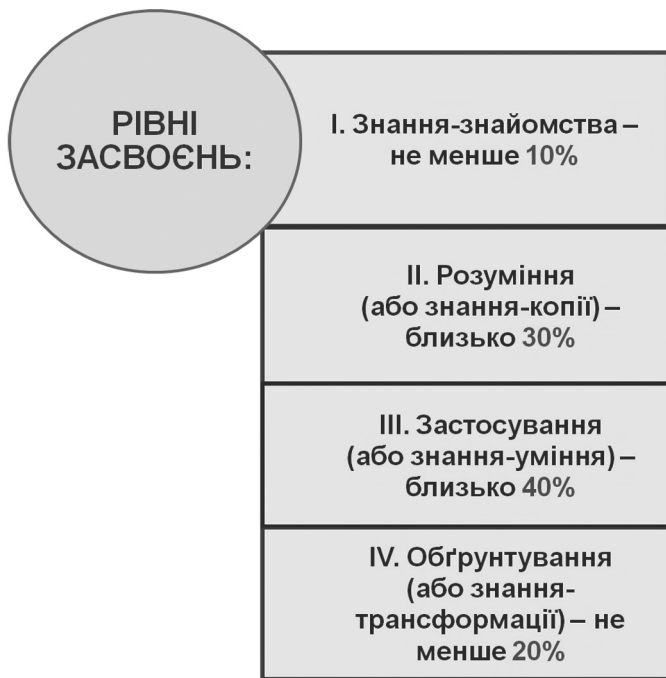 РІВНІ
ЗАСВОЄНЬ:
І. Знання-знайомства –
не менше 10%
ІІ. Розуміння
(або знання-копії) –
близько 30%
ІІІ. Застосування
(або знання-уміння) –
близько 40%
IV. Обґрунтування
(або знання-
трансформації) – не
менше 20%